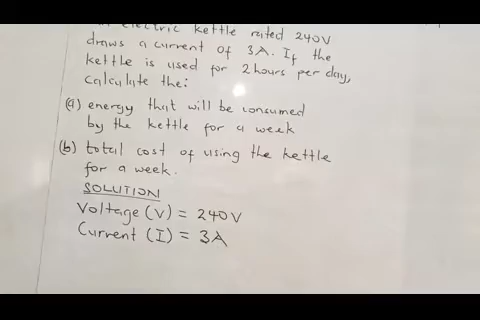 electric kettle rated 240V
draws a current of 3A. If the
kettle is used for 2 hours per day,
calculate the:
(a) energy that will be consumed
by the kettle for a week
(b) total cost of using the kettle
for a week.
SOLUTION
Voltage (V) = 240V
Current (I) = 3A